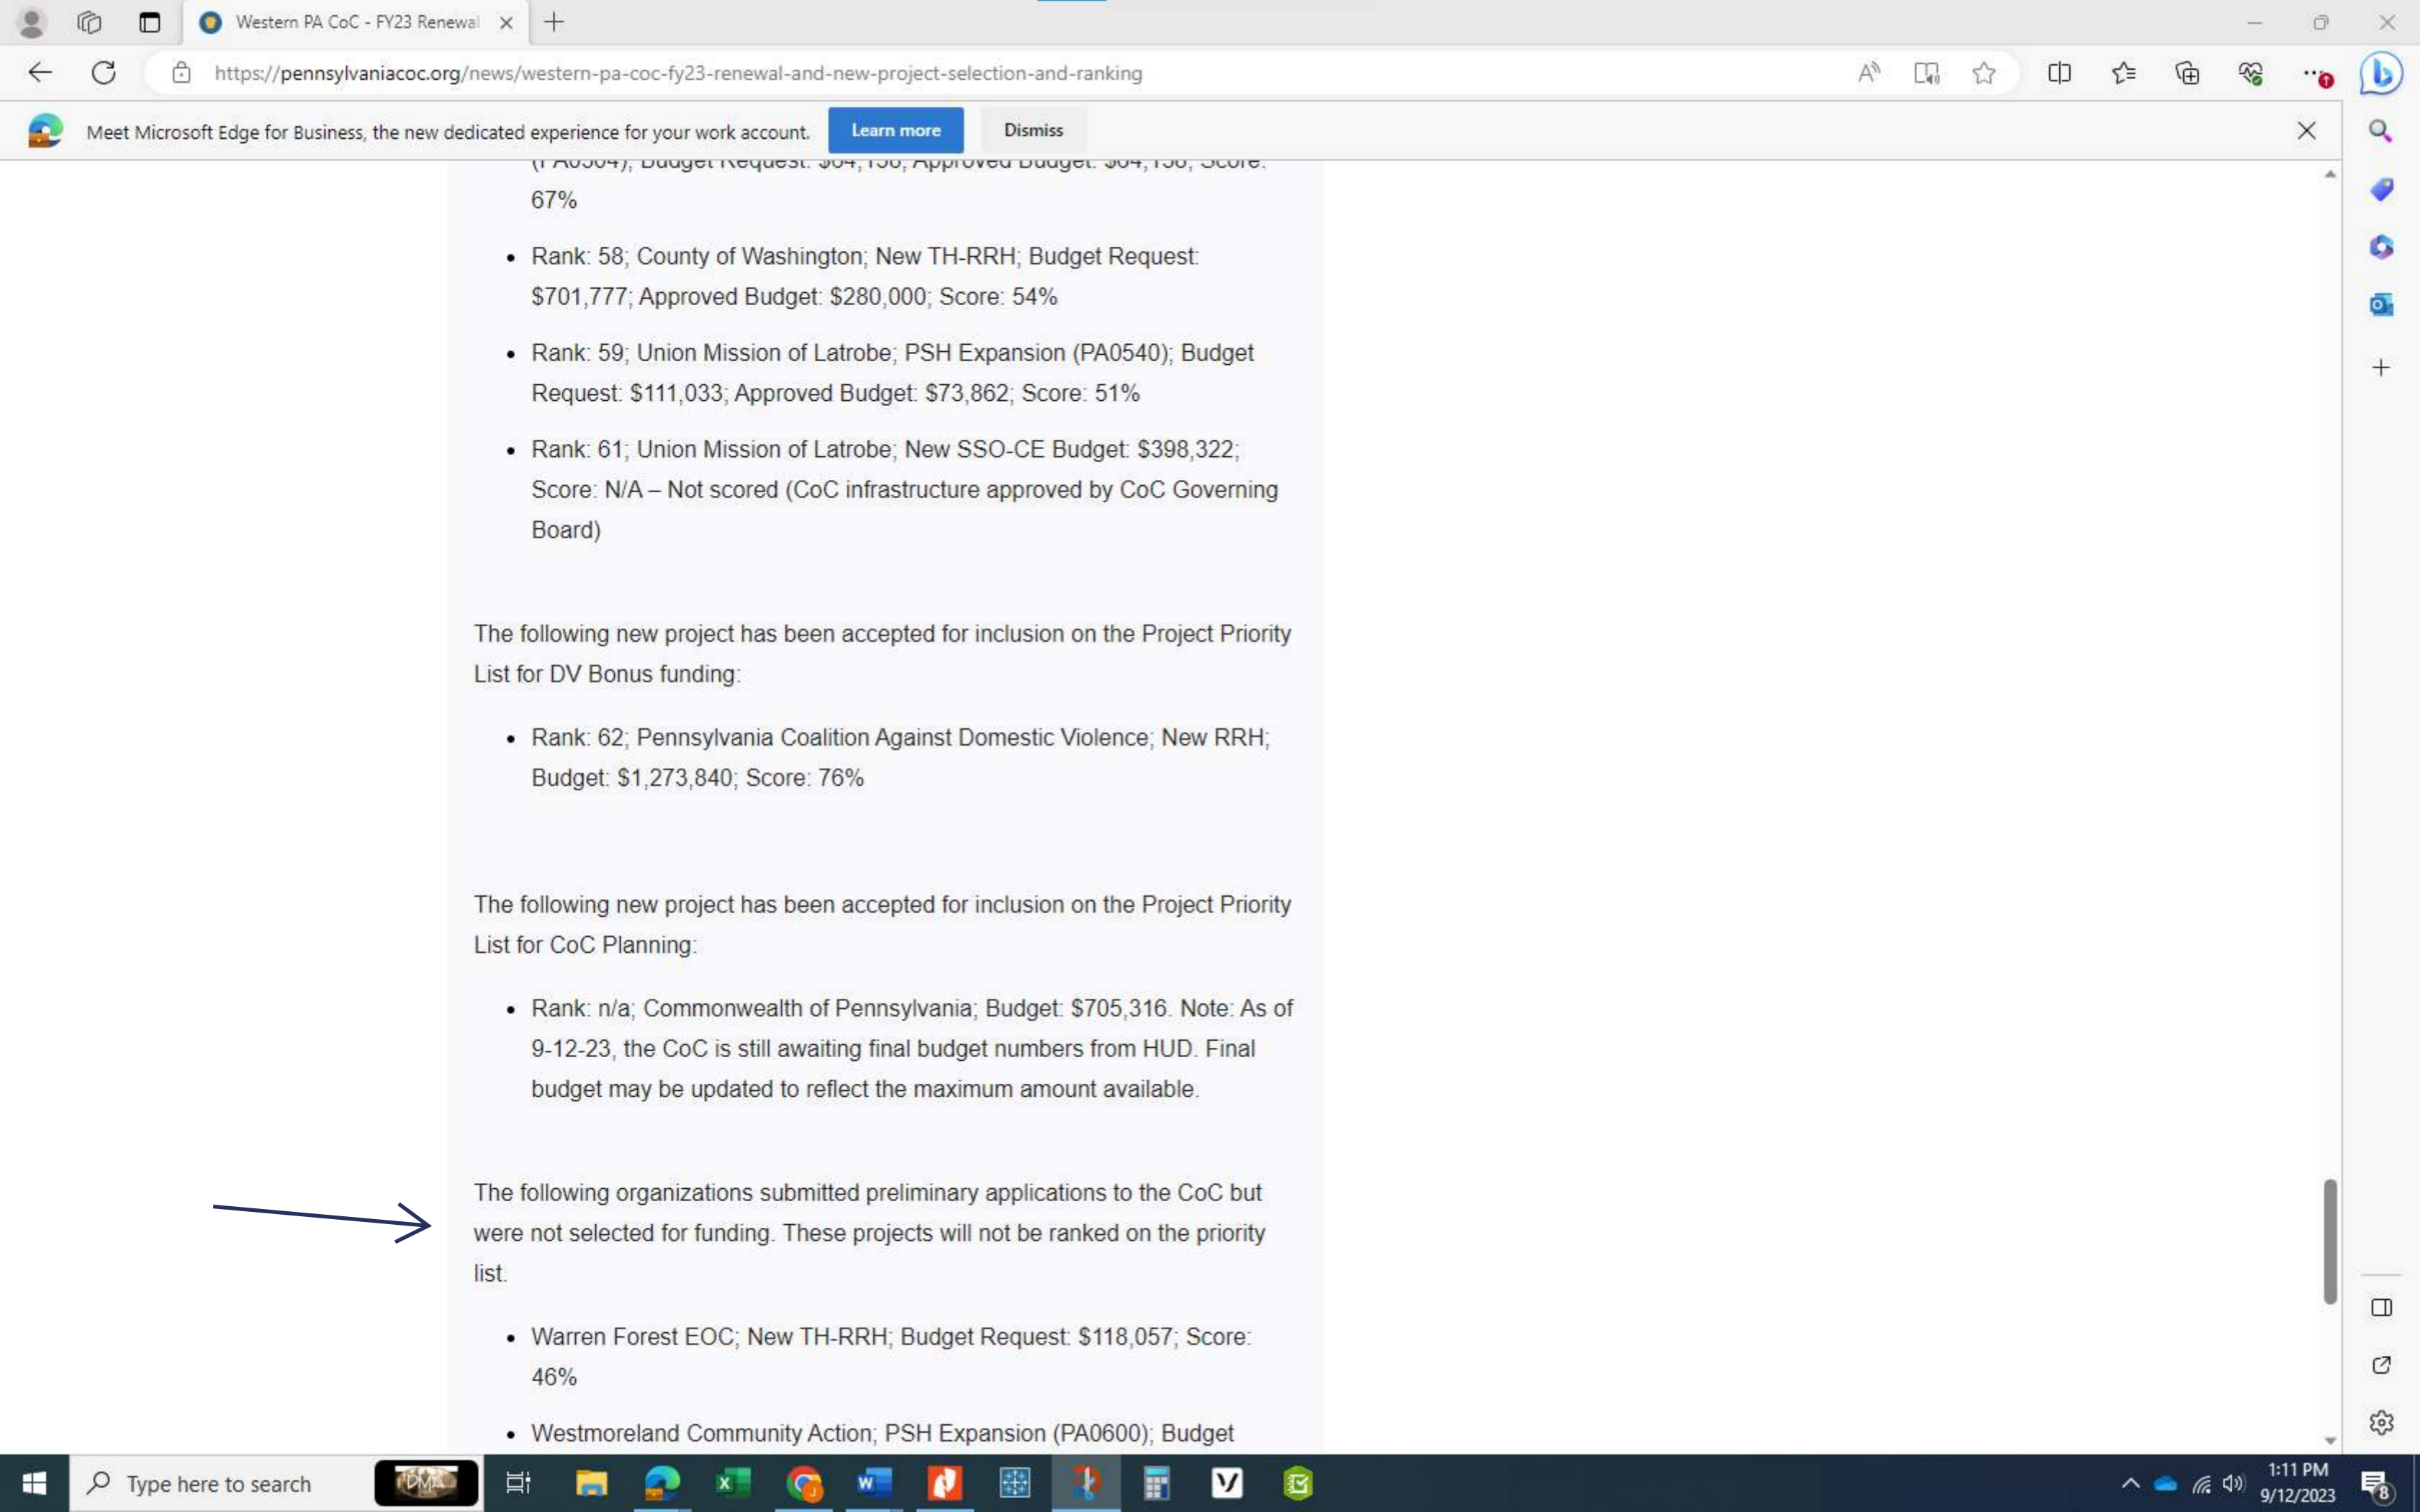 Western PA CoC - FY23 Renewal
https://pennsylvaniacoc.org/news/western-pa-coc-fy23-renewal-and-new-project-selection-and-ranking
Meet Microsoft Edge for Business, the new dedicated experience for your work account. Learn more Dismiss
Budget Request: $64,138; Approved Budget: $64,138; Score:
67%
• Rank: 58; County of Washington; New TH-RRH; Budget Request:
$701,777; Approved Budget: $280,000; Score: 54%
• Rank: 59; Union Mission of Latrobe; PSH Expansion (PA0540); Budget
Request: $111,033; Approved Budget: $73,862; Score: 51%
• Rank: 61; Union Mission of Latrobe; New SSO-CE Budget: $398,322;
Score: N/A – Not scored (CoC infrastructure approved by CoC Governing
Board)
The following new project has been accepted for inclusion on the Project Priority
List for DV Bonus funding:
• Rank: 62; Pennsylvania Coalition Against Domestic Violence; New RRH;
Budget: $1,273,840; Score: 76%
The following new project has been accepted for inclusion on the Project Priority
List for CoC Planning:
• Rank: n/a; Commonwealth of Pennsylvania; Budget: $705,316. Note: As of
9-12-23, the CoC is still awaiting final budget numbers from HUD. Final
budget may be updated to reflect the maximum amount available.
The following organizations submitted preliminary applications to the CoC but
were not selected for funding. These projects will not be ranked on the priority
list.
• Warren Forest EOC; New TH-RRH; Budget Request: $118,057; Score:
46%
• Westmoreland Community Action; PSH Expansion (PA0600); Budget
Type here to search
DMA
1:11 PM
9/12/2023
8